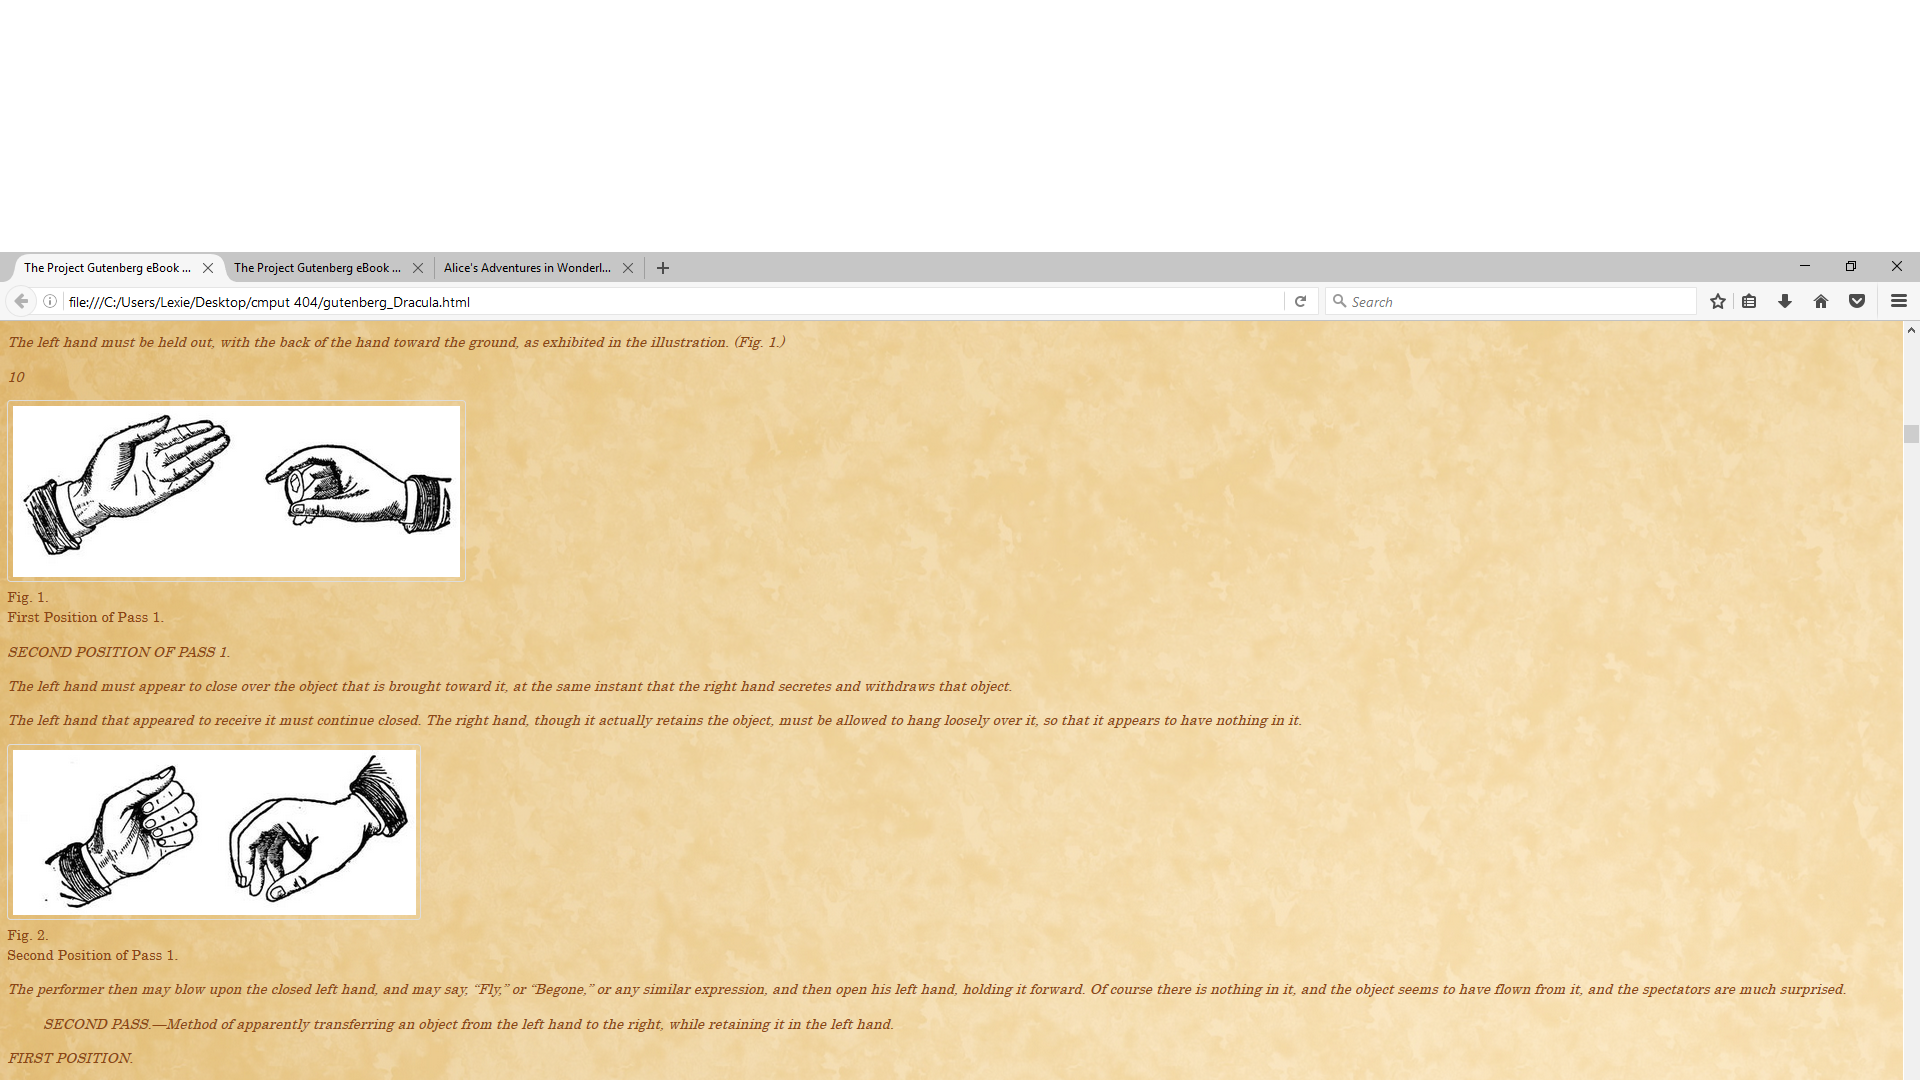 The Project Gutenberg eBook ...
The Project Gutenberg eBook ...
Alice's Adventures in Wonderl...
file:///C:/Users/Lexie/Desktop/cmput 404/gutenberg_Dracula.html
Search
The left hand must be held out, with the back of the hand toward the ground, as exhibited in the illustration. (Fig. 1.)
10
Fig. 1.
First Position of Pass 1.
SECOND POSITION OF PASS 1.
The left hand must appear to close over the object that is brought toward it, at the same instant that the right hand secretes and withdraws that object.
The left hand that appeared to receive it must continue closed. The right hand, though it actually retains the object, must be allowed to hang loosely over it, so that it appears to have nothing in it.
Fig. 2.
Second Position of Pass 1.
The performer then may blow upon the closed left hand, and may say, “Fly,” or “Begone,” or any similar expression, and then open his left hand, holding it forward. Of course there is nothing in it, and the object seems to have flown from it, and the spectators are much surprised.
SECOND PASS.—Method of apparently transferring an object from the left hand to the right, while retaining it in the left hand.
FIRST POSITION.